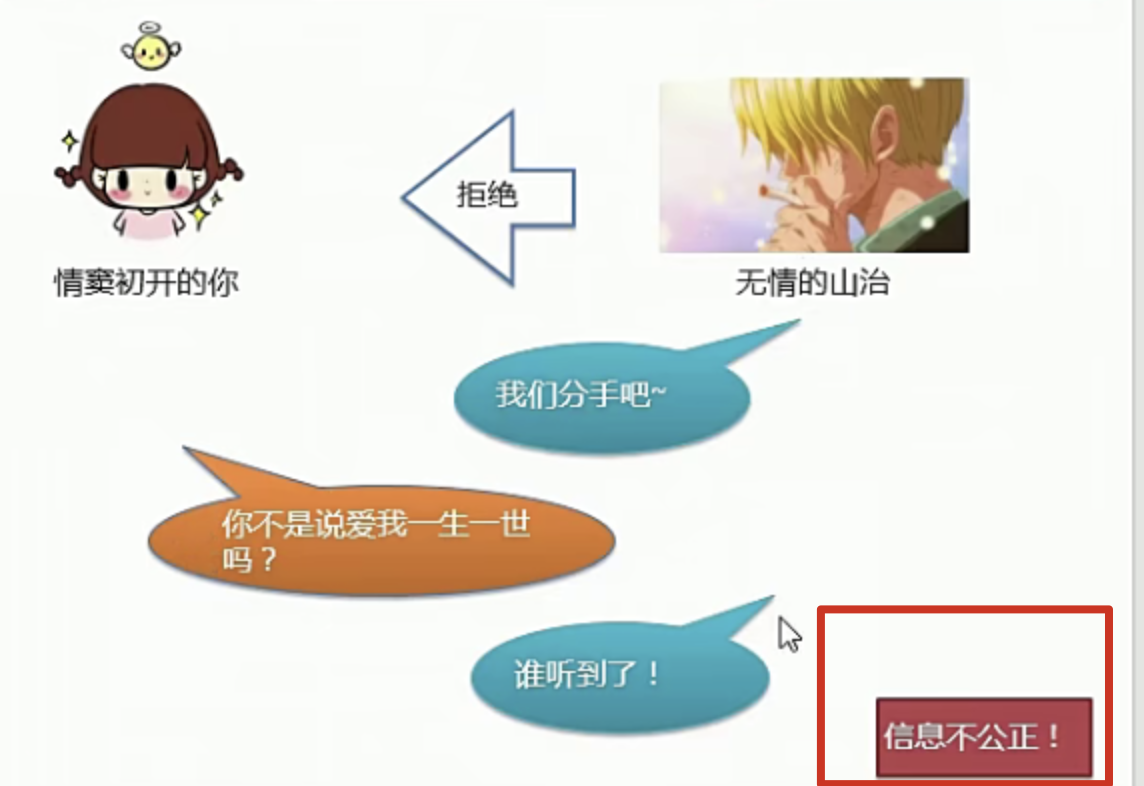 拒绝
情窦初开的你
无情的山治
我们分手吧~
你不是说爱我一生一世
吗？
谁听到了！
信息不公正！